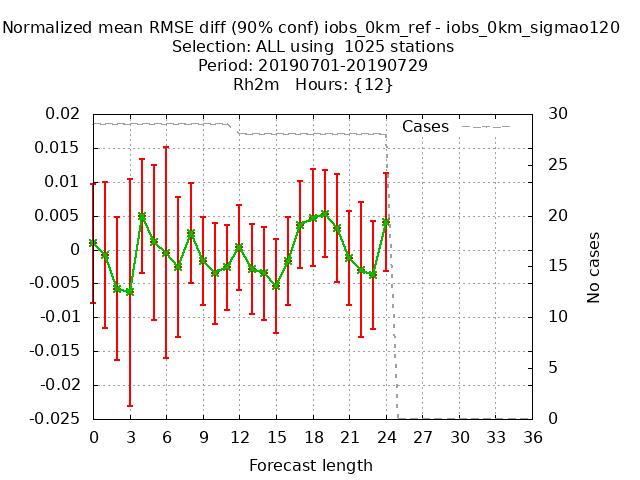 Normalized mean RMSE diff (90% conf) iobs_0km_ref - iobs_0km_sigmao120
Selection: ALL using  1025 stations
Period: 20190701-20190729
Rh2m   Hours: {12}
Cases
0.02
0.015
0.01
0.005
0
-0.005
-0.01
-0.015
-0.02
-0.025
30
25
20
15
10
5
0
No cases
0 3 6 9 12 15 18 21 24 27 30 33 36
Forecast length